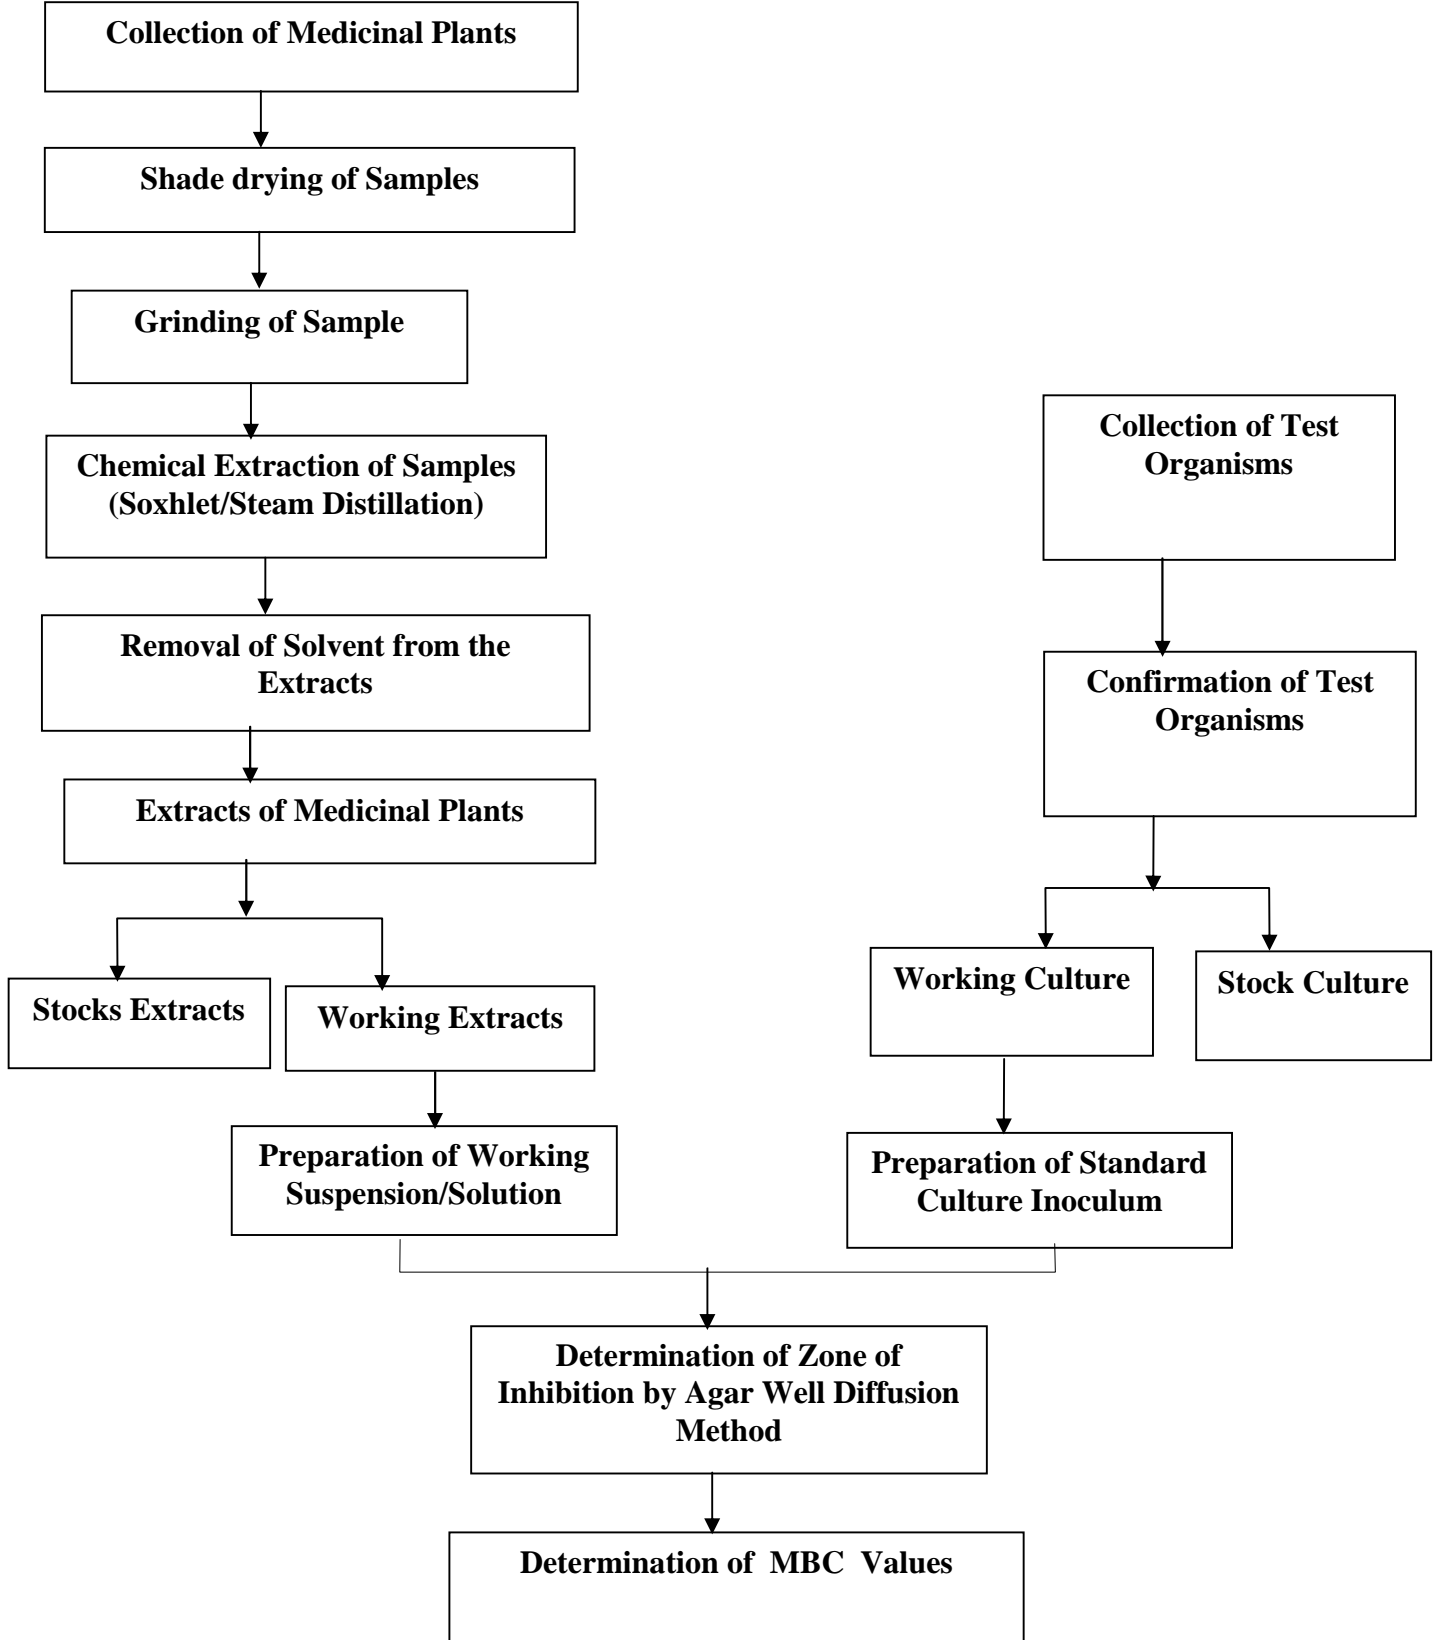 Collection of Medicinal Plants
Shade drying of Samples
Grinding of Sample
Chemical Extraction of Samples
(Soxhlet/Steam Distillation)
Removal of Solvent from the
Extracts
Extracts of Medicinal Plants
Stocks Extracts
Working Extracts
Preparation of Working
Suspension/Solution
Collection of Test
Organisms
Confirmation of Test
Organisms
Working Culture
Stock Culture
Preparation of Standard
Culture Inoculum
Determination of Zone of
Inhibition by Agar Well Diffusion
Method
Determination of MBC Values